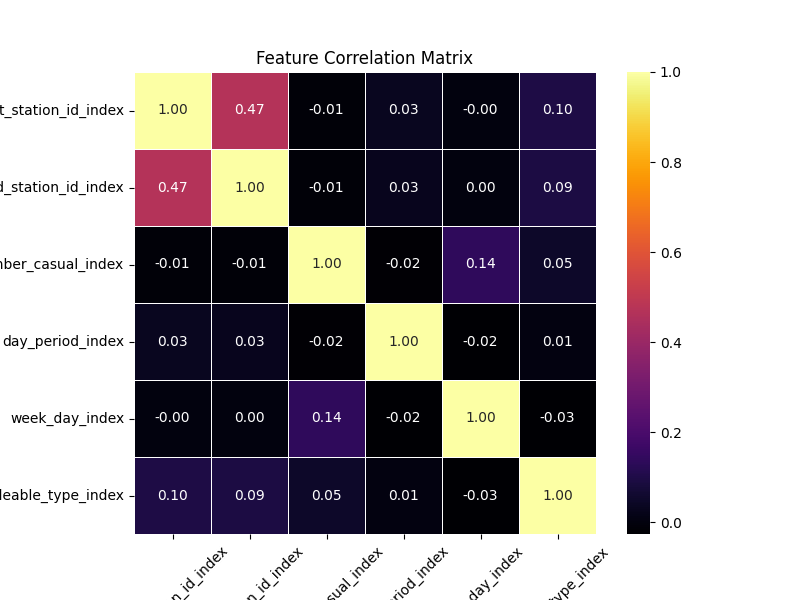 Feature Correlation Matrix
t_station_id_index 1.00 0.47 -0.01 0.03 -0.00 0.10
d_station_id_index 0.47 1.00 -0.01 0.03 0.00 0.09
ber_casual_index -0.01 -0.01 1.00 -0.02 0.14 0.05
day_period_index 0.03 0.03 -0.02 1.00 -0.02 0.01
week_day_index -0.00 0.00 0.14 -0.02 1.00 -0.03
leable_type_index 0.10 0.09 0.05 0.01 -0.03 1.00
n_id_index n_id_index sual_index riod_index day_index type_index
1.0
0.8
0.6
0.4
0.2
0.0